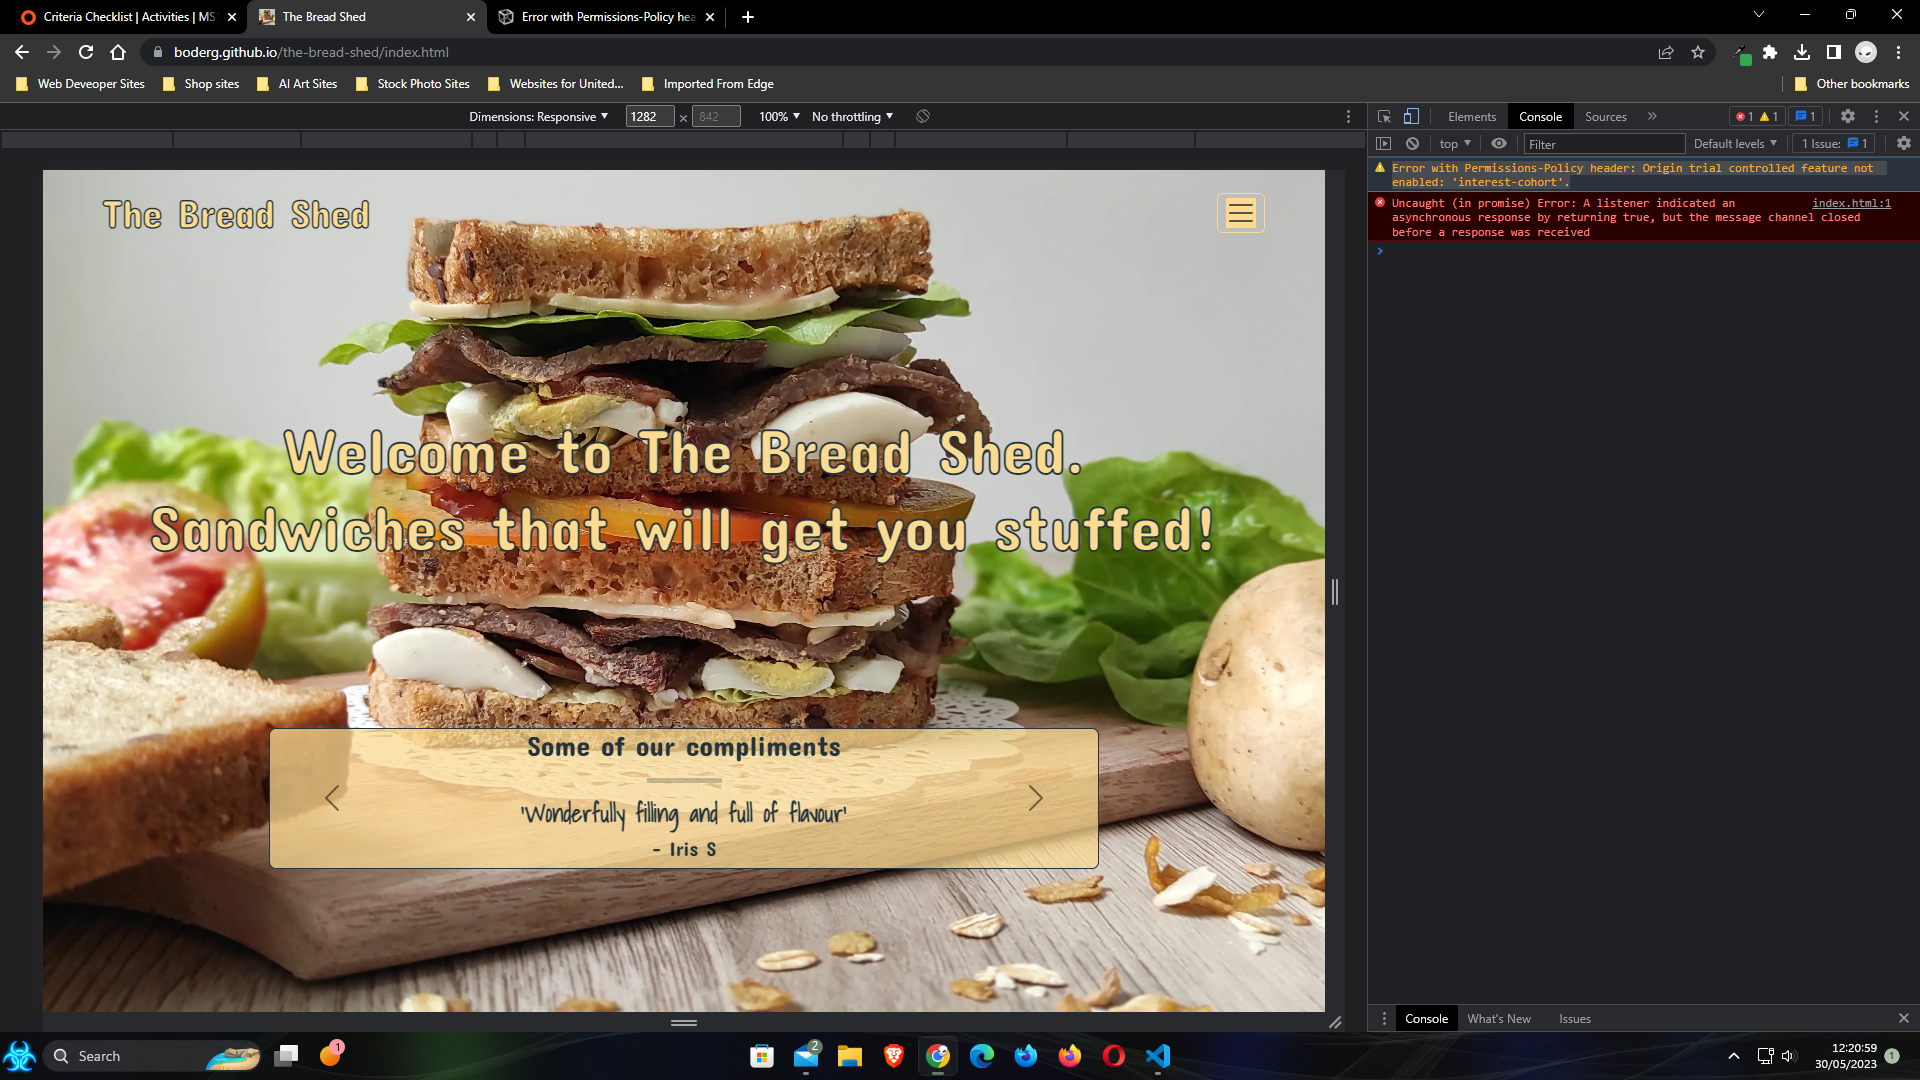 Criteria Checklist | Activities | MS
The Bread Shed
Error with Permissions-Policy hea
boderg.github.io/the-bread-shed/index.html
Web Deveoper Sites
Shop sites
AI Art Sites
Stock Photo Sites
Websites for United...
Imported From Edge
Other bookmarks
Dimensions: Responsive
1282 × 842
100%
No throttling
Elements
Console
Sources
1 1
1
top
Filter
Default levels
1 Issue: 1
Error with Permissions-Policy header: Origin trial controlled feature not
enabled: 'interest-cohort'.
Uncaught (in promise) Error: A listener indicated an
index.html:1
asynchronous response by returning true, but the message channel closed
before a response was received
The Bread Shed
Welcome to The Bread Shed.
Sandwiches that will get you stuffed!
Some of our compliments
'Wonderfully filling and full of flavour'
- Iris S
Console
What's New
Issues
Search
1
2
12:20:59
30/05/2023
1